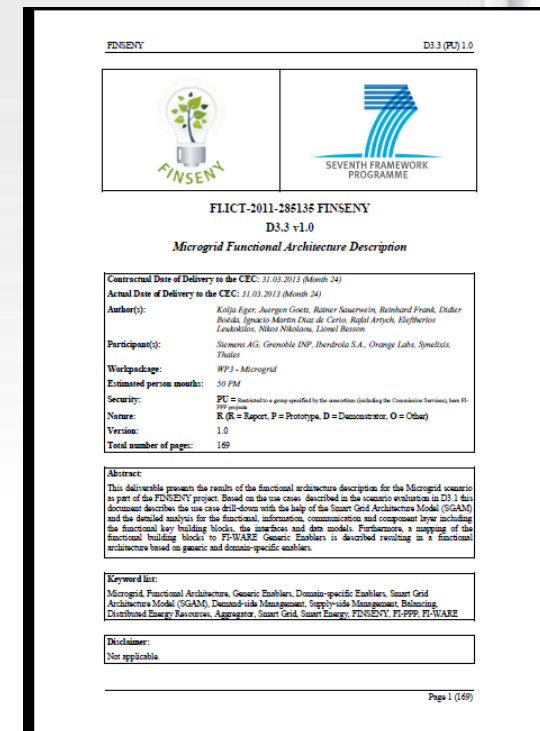 FINSENY D3.3 (PU) 1.0
FINSENY
SEVENTH FRAMEWORK
PROGRAMME
FI.ICT-2011-285135 FINSENY
D3.3 v1.0
Microgrid Functional Architecture Description
Contractual Date of Delivery to the CEC: 31.03.2013 (Month 24)
Actual Date of Delivery to the CEC: 31.03.2013 (Month 24)
Author(s): Kolja Eger, Juergen Goetz, Rainer Sauerwein, Reinhard Frank, Didier
Boëda, Ignacio Martin Diaz de Cerio, Rafal Artych, Eleftherios
Leukokilos, Nikos Nikolaou, Lionel Besson
Participant(s): Siemens AG, Grenoble INP, Iberdrola S.A., Orange Labs, Synelixis,
Thales
Workpackage: WP3 - Microgrid
Estimated person months: 50 PM
Security: PU = Restricted to a group specified by the consortium (including the Commission Services), here FI-
PPP projects
Nature: R (R = Report, P = Prototype, D = Demonstrator, O = Other)
Version: 1.0
Total number of pages: 169
Abstract:
This deliverable presents the results of the functional architecture description for the Microgrid scenario
as part of the FINSENY project. Based on the use cases described in the scenario evaluation in D3.1 this
document describes the use case drill-down with the help of the Smart Grid Architecture Model (SGAM)
and the detailed analysis for the functional, information, communication and component layer including
the functional key building blocks, the interfaces and data models. Furthermore, a mapping of the
functional building blocks to FI-WARE Generic Enablers is described resulting in a functional
architecture based on generic and domain-specific enablers.
Keyword list:
Microgrid, Functional Architecture, Generic Enablers, Domain-specific Enablers, Smart Grid
Architecture Model (SGAM), Demand-side Management, Supply-side Management, Balancing,
Distributed Energy Resources, Aggregator, Smart Grid, Smart Energy, FINSENY, FI-PPP, FI-WARE
Disclaimer:
Not applicable.
Page 1 (169)